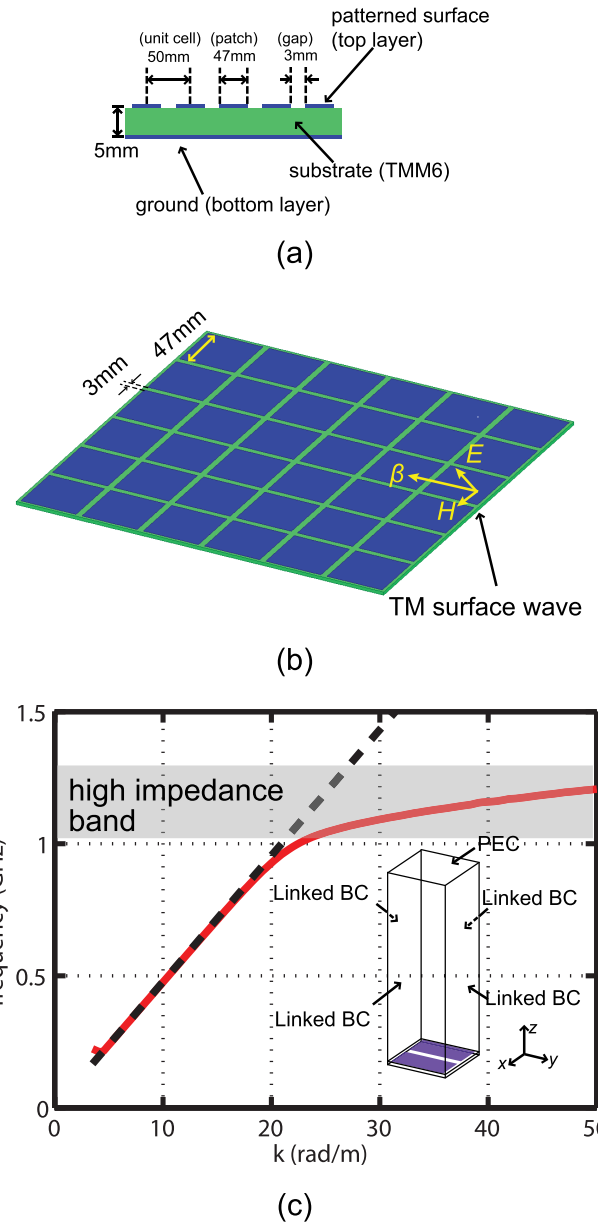 patterned surface
(top layer)
(unit cell) (patch) (gap)
50mm 47mm 3mm
5mm
substrate (TMM6)
ground (bottom layer)
(a)
47mm
3mm
E
β
H
TM surface wave
(b)
1.5
high impedance
band
1
PEC
Linked BC
Linked BC
0.5
Linked BC
Linked BC
z
x
y
0
0 10 20 30 40
k (rad/m)
(c)